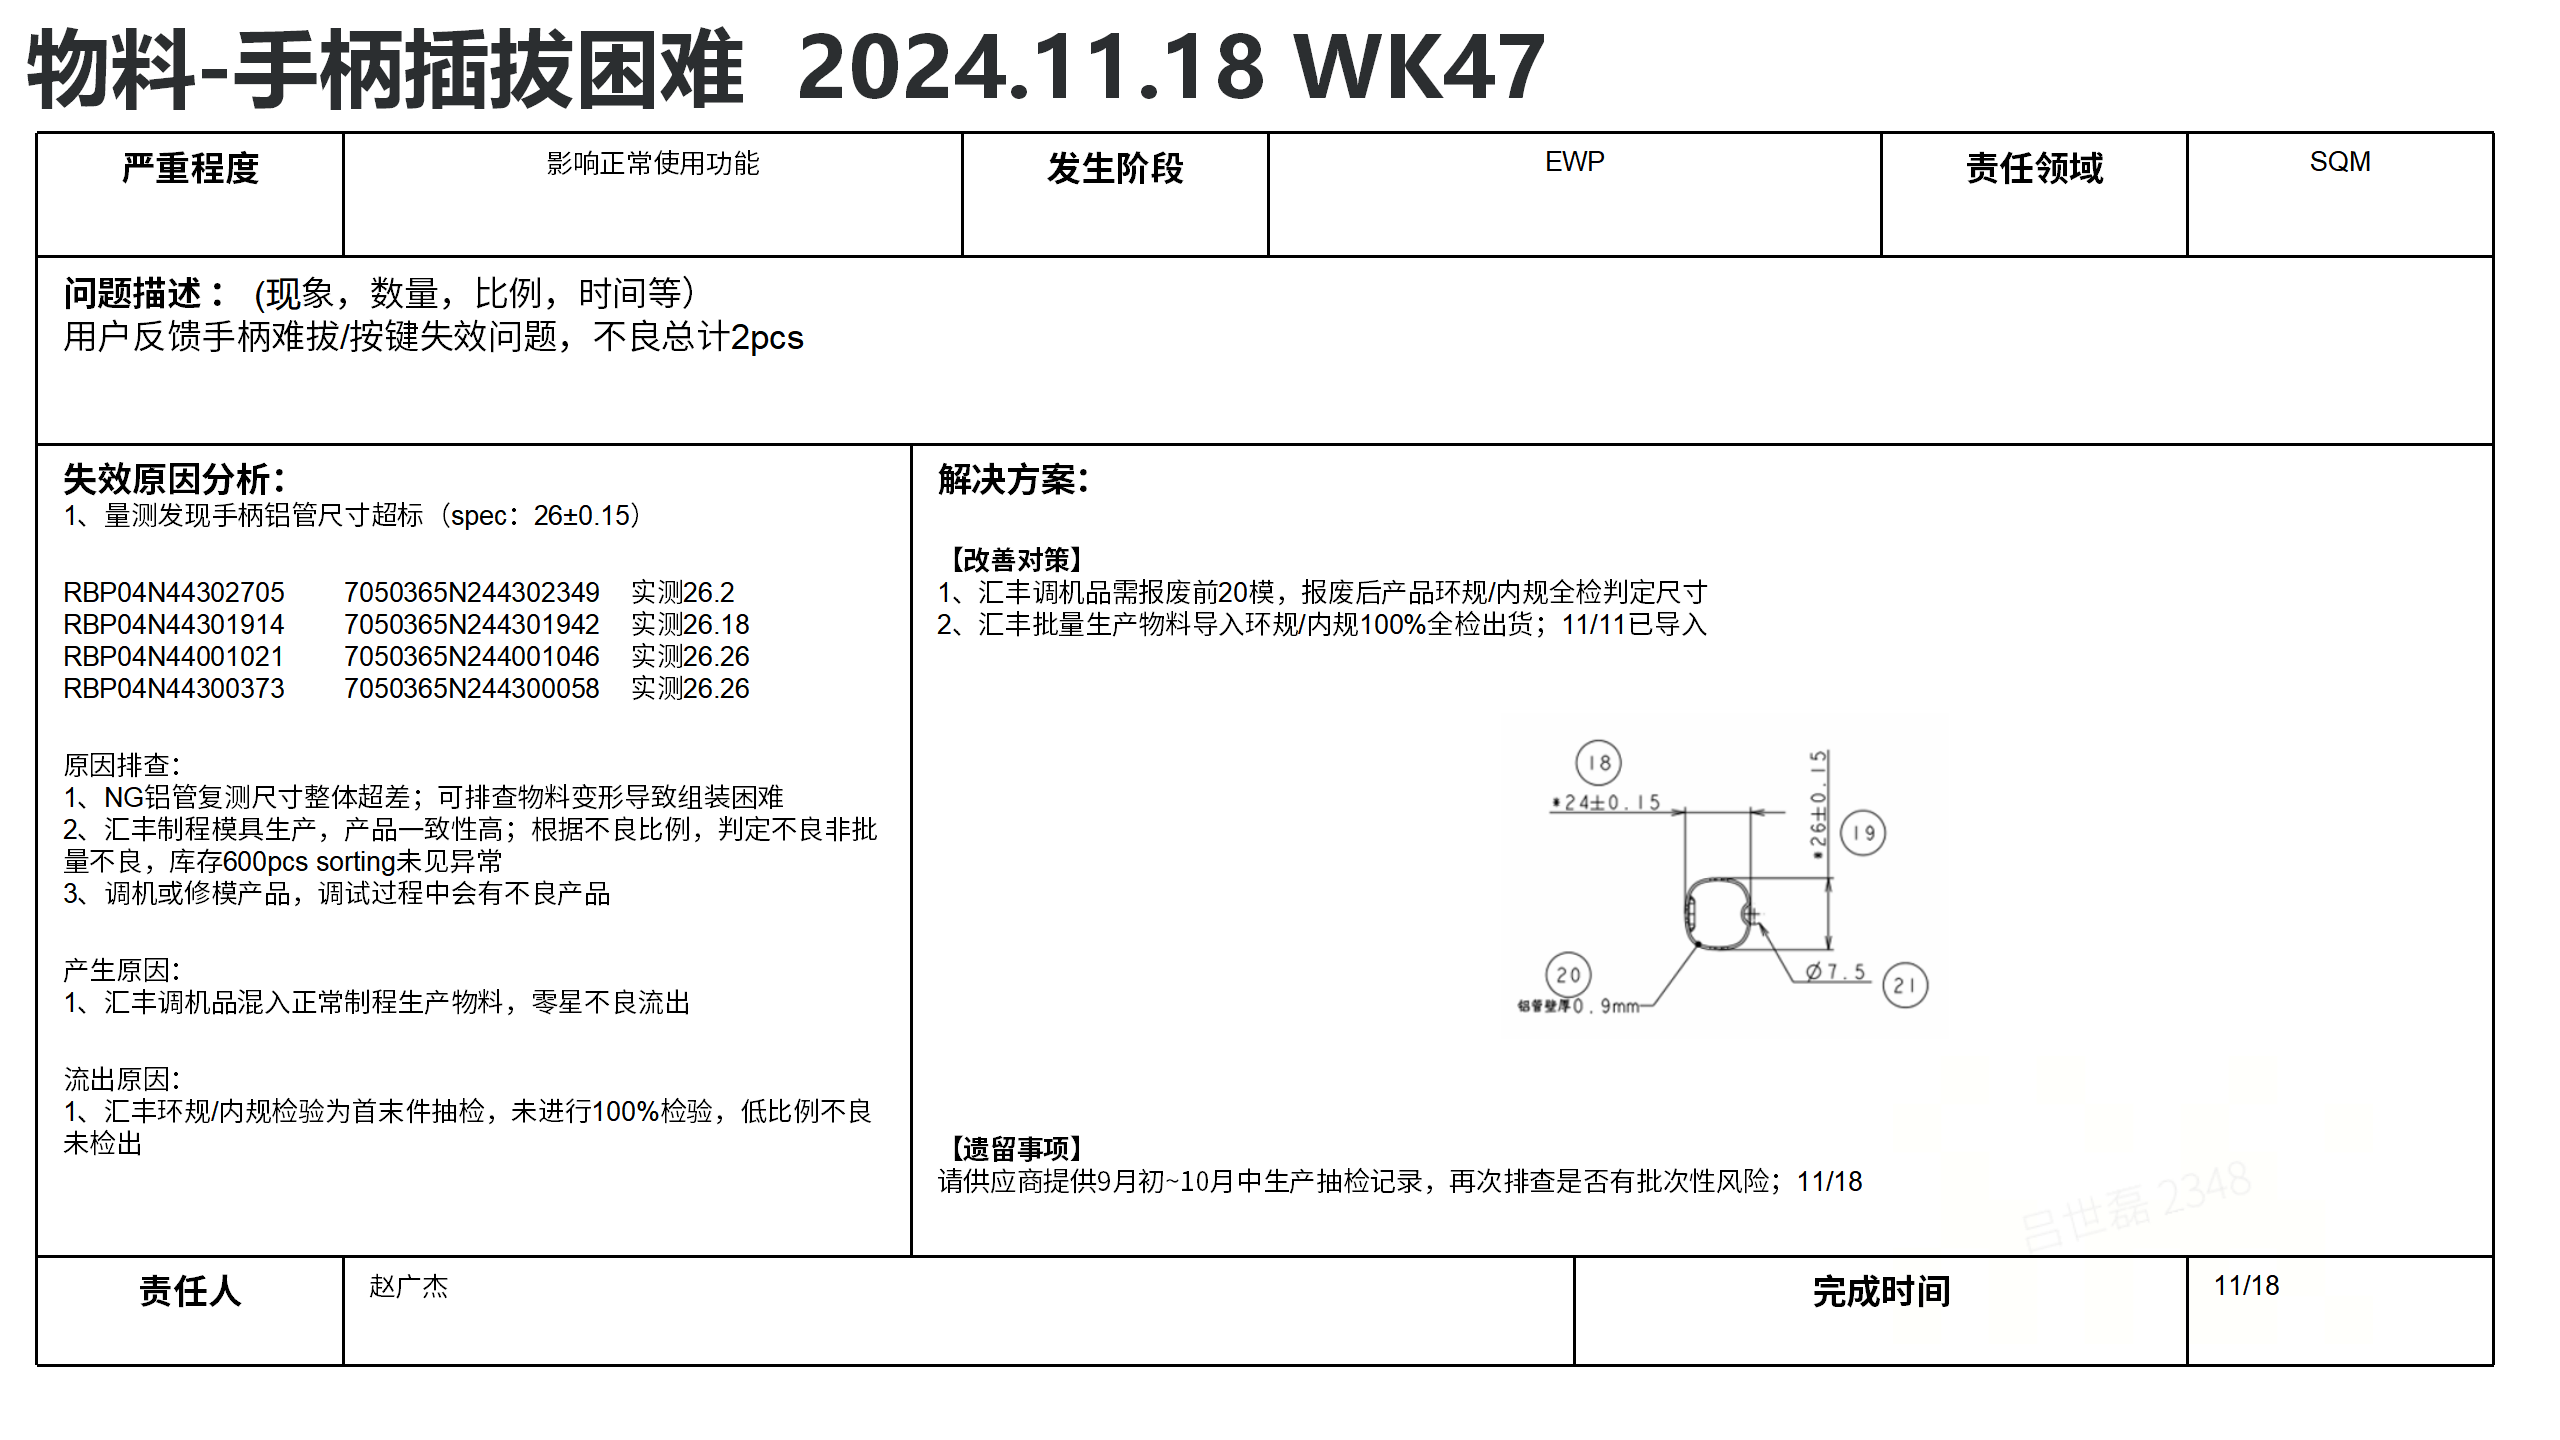 物料-手柄插拔困难 2024.11.18 WK47
严重程度 影响正常使用功能 发生阶段 EWP 责任领域 SQM
问题描述： (现象，数量，比例，时间等）
用户反馈手柄难拔/按键失效问题，不良总计2pcs
失效原因分析：
1、量测发现手柄铝管尺寸超标（spec：26±0.15）
RBP04N44302705 7050365N244302349 实测26.2
RBP04N44301914 7050365N244301942 实测26.18
RBP04N44001021 7050365N244001046 实测26.26
RBP04N44300373 7050365N244300058 实测26.26
原因排查：
1、NG铝管复测尺寸整体超差；可排查物料变形导致组装困难
2、汇丰制程模具生产，产品一致性高；根据不良比例，判定不良非批
量不良，库存600pcs sorting未见异常
3、调机或修模产品，调试过程中会有不良产品
产生原因：
1、汇丰调机品混入正常制程生产物料，零星不良流出
流出原因：
1、汇丰环规/内规检验为首末件抽检，未进行100%检验，低比例不良
未检出
解决方案：
【改善对策】
1、汇丰调机品需报废前20模，报废后产品环规/内规全检判定尺寸
2、汇丰批量生产物料导入环规/内规100%全检出货；11/11已导入
18
*24±0.15
*26±0.15
19
20
铝管壁厚0.9mm
Ø7.5
21
【遗留事项】
请供应商提供9月初~10月中生产抽检记录，再次排查是否有批次性风险；11/18
吕世磊 2348
责任人 赵广杰 完成时间 11/18